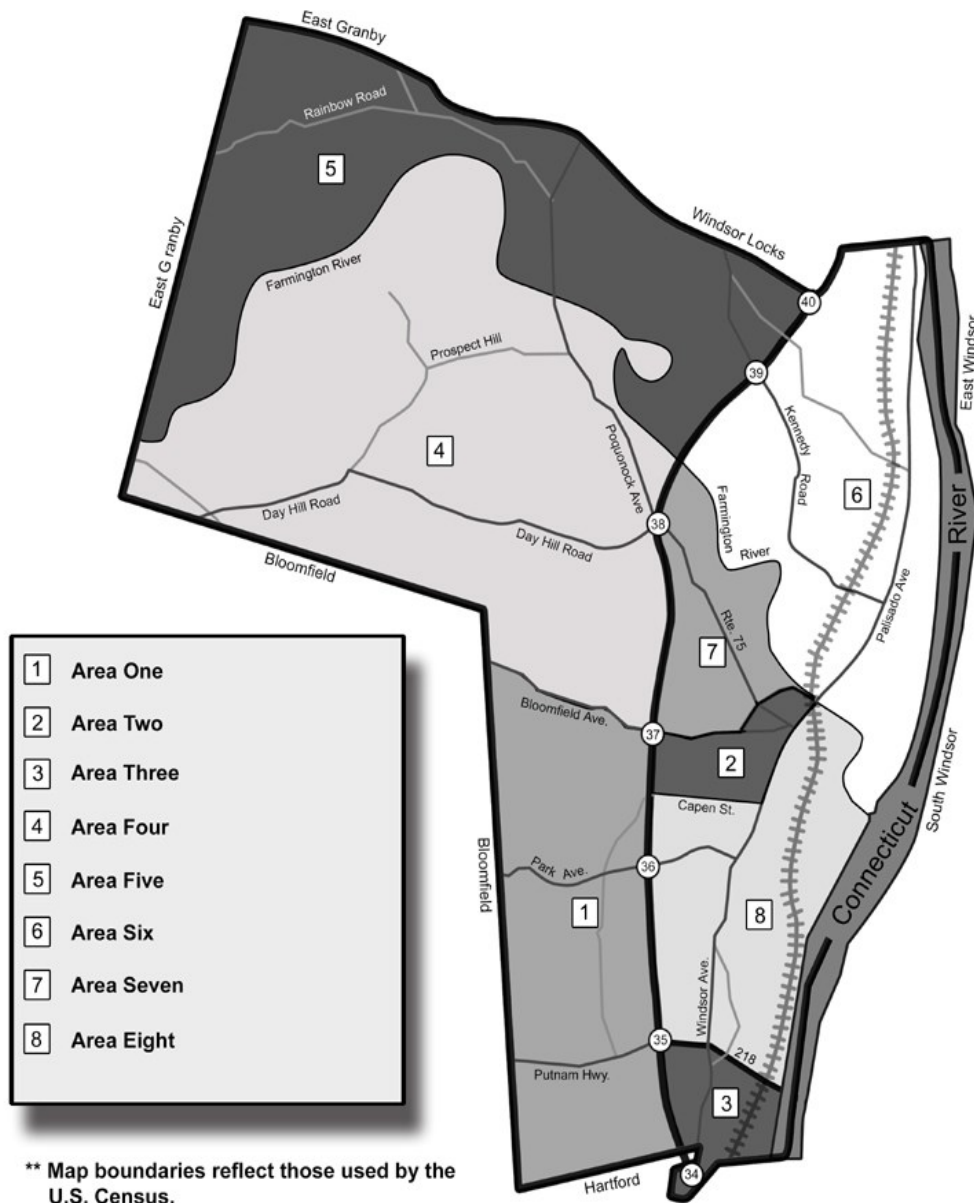 East Granby
Rainbow Road
5
Windsor Locks
East Granby
Farmington River
40
East Windsor
Prospect Hill
39
Kennedy
Road
4
Poquonock Ave
6
Farmington
River
River
Day Hill Road
38
Day Hill Road
Bloomfield
Palisado Ave
Rte. 75
7
Bloomfield Ave.
37
2
South Windsor
Capen St.
Connecticut
Bloomfield
Park Ave.
36
1
8
Windsor Ave.
35
218
Putnam Hwy.
3
34
Hartford
1 Area One
2 Area Two
3 Area Three
4 Area Four
5 Area Five
6 Area Six
7 Area Seven
8 Area Eight
** Map boundaries reflect those used by the
U.S. Census.